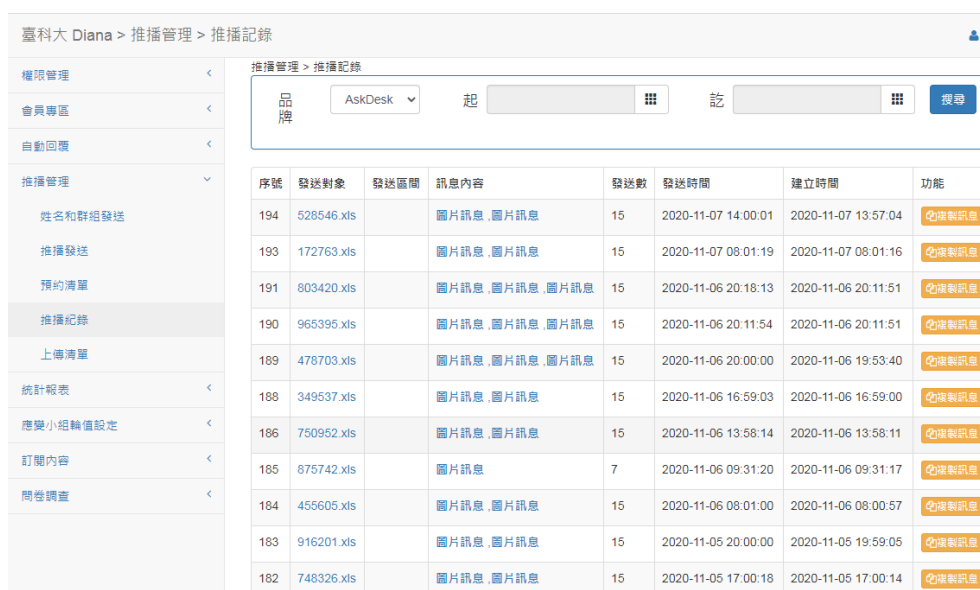 臺科大 Diana > 推播管理 > 推播記錄
權限管理
會員專區
自動回覆
推播管理
姓名和群組發送
推播發送
預約清單
推播紀錄
上傳清單
統計報表
應變小組輪值設定
訂閱內容
問卷調查
推播管理 > 推播記錄
品牌 AskDesk 起 訖 搜尋
序號 發送對象 發送區間 訊息內容 發送數 發送時間 建立時間 功能
194 528546.xls 圖片訊息 ,圖片訊息 15 2020-11-07 14:00:01 2020-11-07 13:57:04 複製訊息
193 172763.xls 圖片訊息 ,圖片訊息 15 2020-11-07 08:01:19 2020-11-07 08:01:16 複製訊息
191 803420.xls 圖片訊息 ,圖片訊息 ,圖片訊息 15 2020-11-06 20:18:13 2020-11-06 20:11:51 複製訊息
190 965395.xls 圖片訊息 ,圖片訊息 ,圖片訊息 15 2020-11-06 20:11:54 2020-11-06 20:11:51 複製訊息
189 478703.xls 圖片訊息 ,圖片訊息 ,圖片訊息 15 2020-11-06 20:00:00 2020-11-06 19:53:40 複製訊息
188 349537.xls 圖片訊息 ,圖片訊息 15 2020-11-06 16:59:03 2020-11-06 16:59:00 複製訊息
186 750952.xls 圖片訊息 ,圖片訊息 15 2020-11-06 13:58:14 2020-11-06 13:58:11 複製訊息
185 875742.xls 圖片訊息 7 2020-11-06 09:31:20 2020-11-06 09:31:17 複製訊息
184 455605.xls 圖片訊息 ,圖片訊息 15 2020-11-06 08:01:00 2020-11-06 08:00:57 複製訊息
183 916201.xls 圖片訊息 ,圖片訊息 15 2020-11-05 20:00:00 2020-11-05 19:59:05 複製訊息
182 748326.xls 圖片訊息 ,圖片訊息 15 2020-11-05 17:00:18 2020-11-05 17:00:14 複製訊息